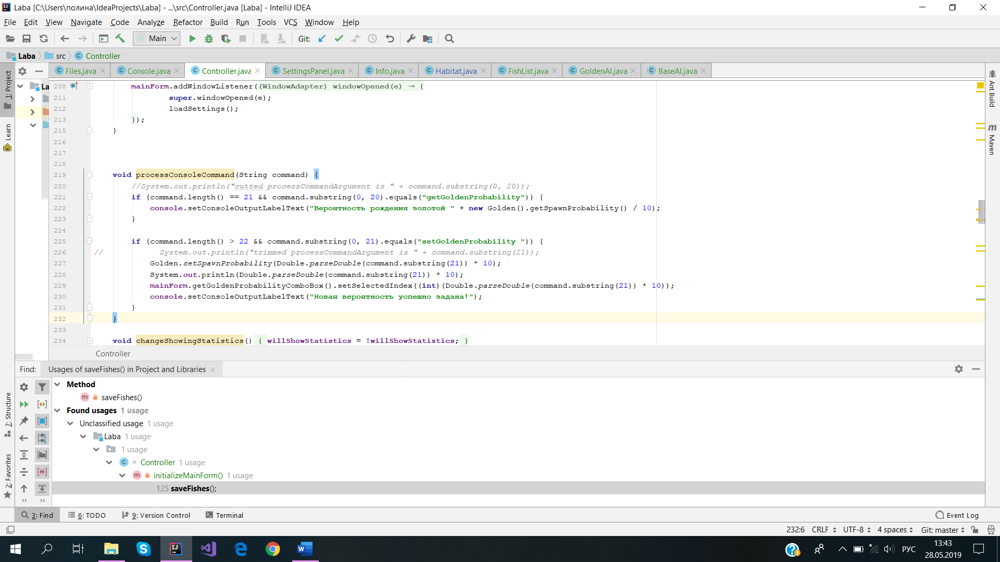 Laba [C:\Users\полина\IdeaProjects\Laba] - ...\src\Controller.java [Laba] - IntelliJ IDEA
File Edit View Navigate Code Analyze Refactor Build Run Tools VCS Window Help
Main Git:
Laba src Controller
Files.java Console.java Controller.java SettingsPanel.java Info.java Habitat.java FishList.java GoldenAI.java BaseAI.java
1: Project
Learn
7: Structure
2: Favorites
Ant Build
Maven
La
208 mainForm.addWindowListener((WindowAdapter) windowOpened(e) → {
211 super.windowOpened(e);
212 loadSettings();
213 });
215 }
216
217
218
219 void processConsoleCommand(String command) {
220 //System.out.println("cutted processCommandArgument is " + command.substring(0, 20));
221 if (command.length() == 21 && command.substring(0, 20).equals("getGoldenProbability")) {
222 console.setConsoleOutputLabelText("Вероятность рождения золотой " + new Golden().getSpawnProbability() / 10);
223 }
224
225 if (command.length() > 22 && command.substring(0, 21).equals("setGoldenProbability ")) {
226 // System.out.println("trimmed processCommandArgument is " + command.substring(21));
227 Golden.setSpawnProbability(Double.parseDouble(command.substring(21)) * 10);
228 System.out.println(Double.parseDouble(command.substring(21)) * 10);
229 mainForm.getGoldenProbabilityComboBox().setSelectedIndex((int)(Double.parseDouble(command.substring(21)) * 10));
230 console.setConsoleOutputLabelText("Новая вероятность успешно задана!");
231 }
232 }
233
234 void changeShowingStatistics() { willShowStatistics = !willShowStatistics; }
Controller
Find: Usages of saveFishes() in Project and Libraries
Method
saveFishes()
Found usages 1 usage
Unclassified usage 1 usage
Laba 1 usage
1 usage
Controller 1 usage
initializeMainForm() 1 usage
125 saveFishes();
3: Find 6: TODO 9: Version Control Terminal Event Log
232:6 CRLF UTF-8 4 spaces Git: master
РУС 13:43
28.05.2019